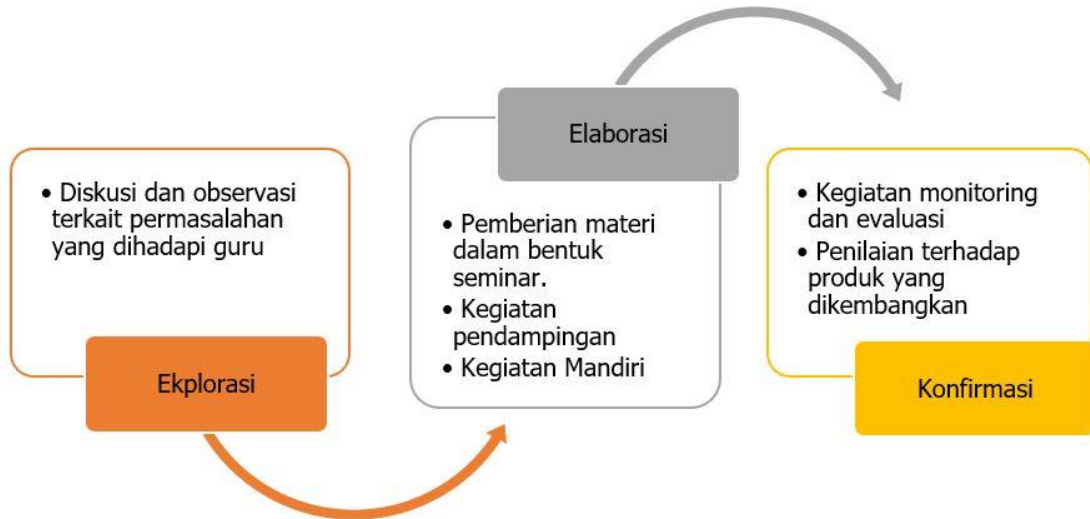 • Diskusi dan observasi
terkait permasalahan
yang dihadapi guru
Ekplorasi
Elaborasi
• Pemberian materi
dalam bentuk
seminar.
• Kegiatan
pendampingan
• Kegiatan Mandiri
• Kegiatan monitoring
dan evaluasi
• Penilaian terhadap
produk yang
dikembangkan
Konfirmasi